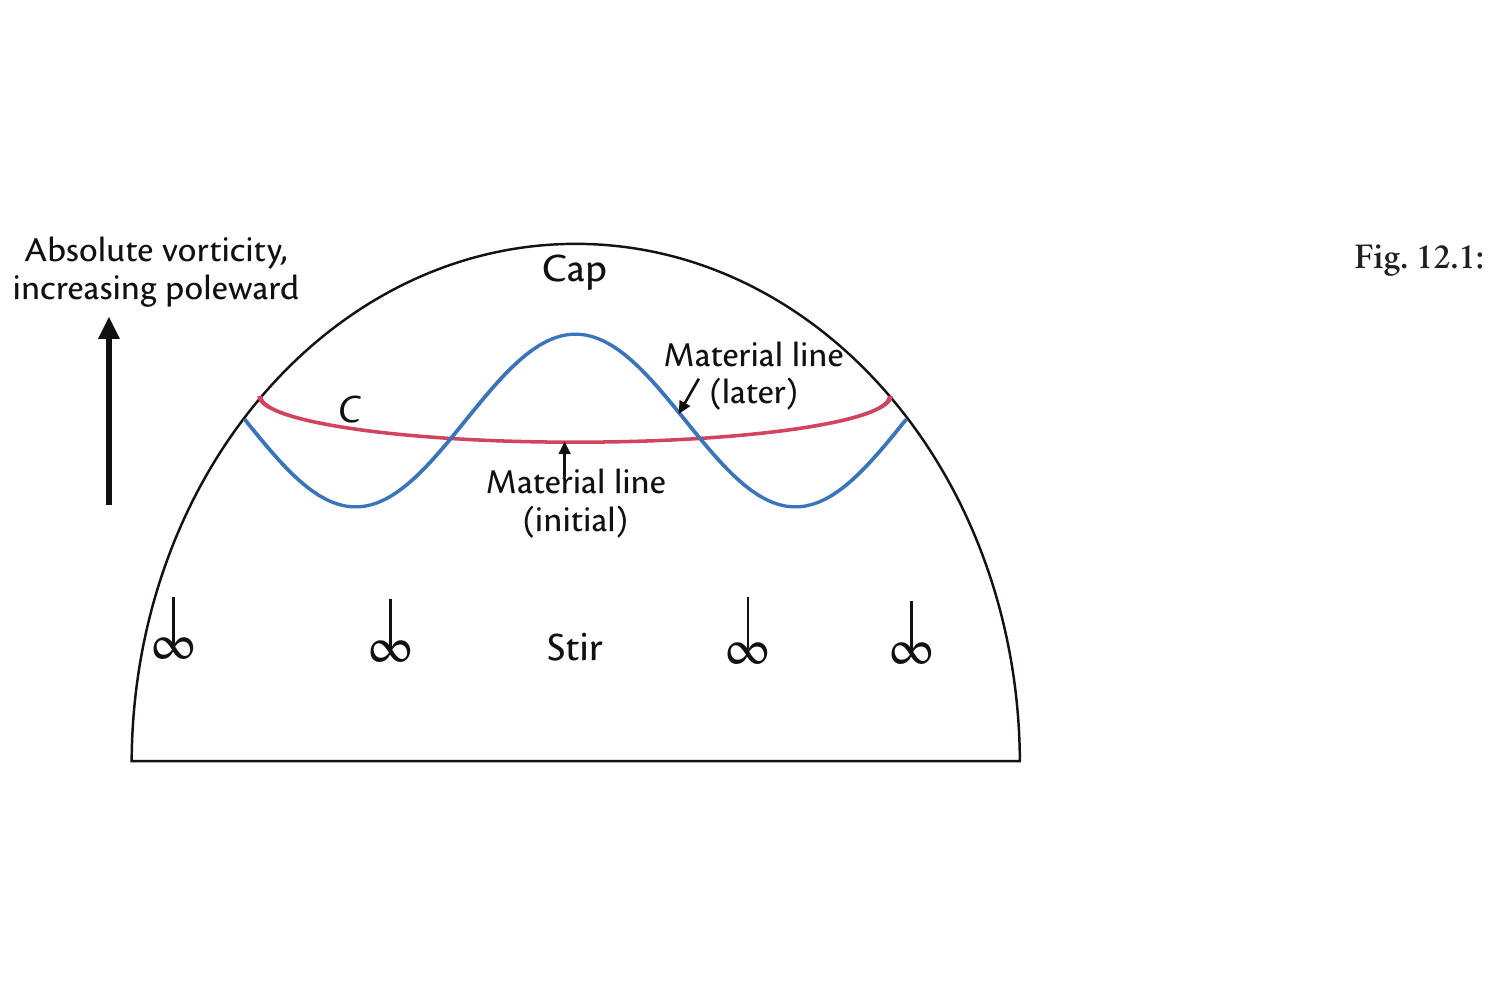 Absolute vorticity,
increasing poleward
Cap
Fig. 12.1:
Material line
(later)
C
Material line
(initial)
Stir